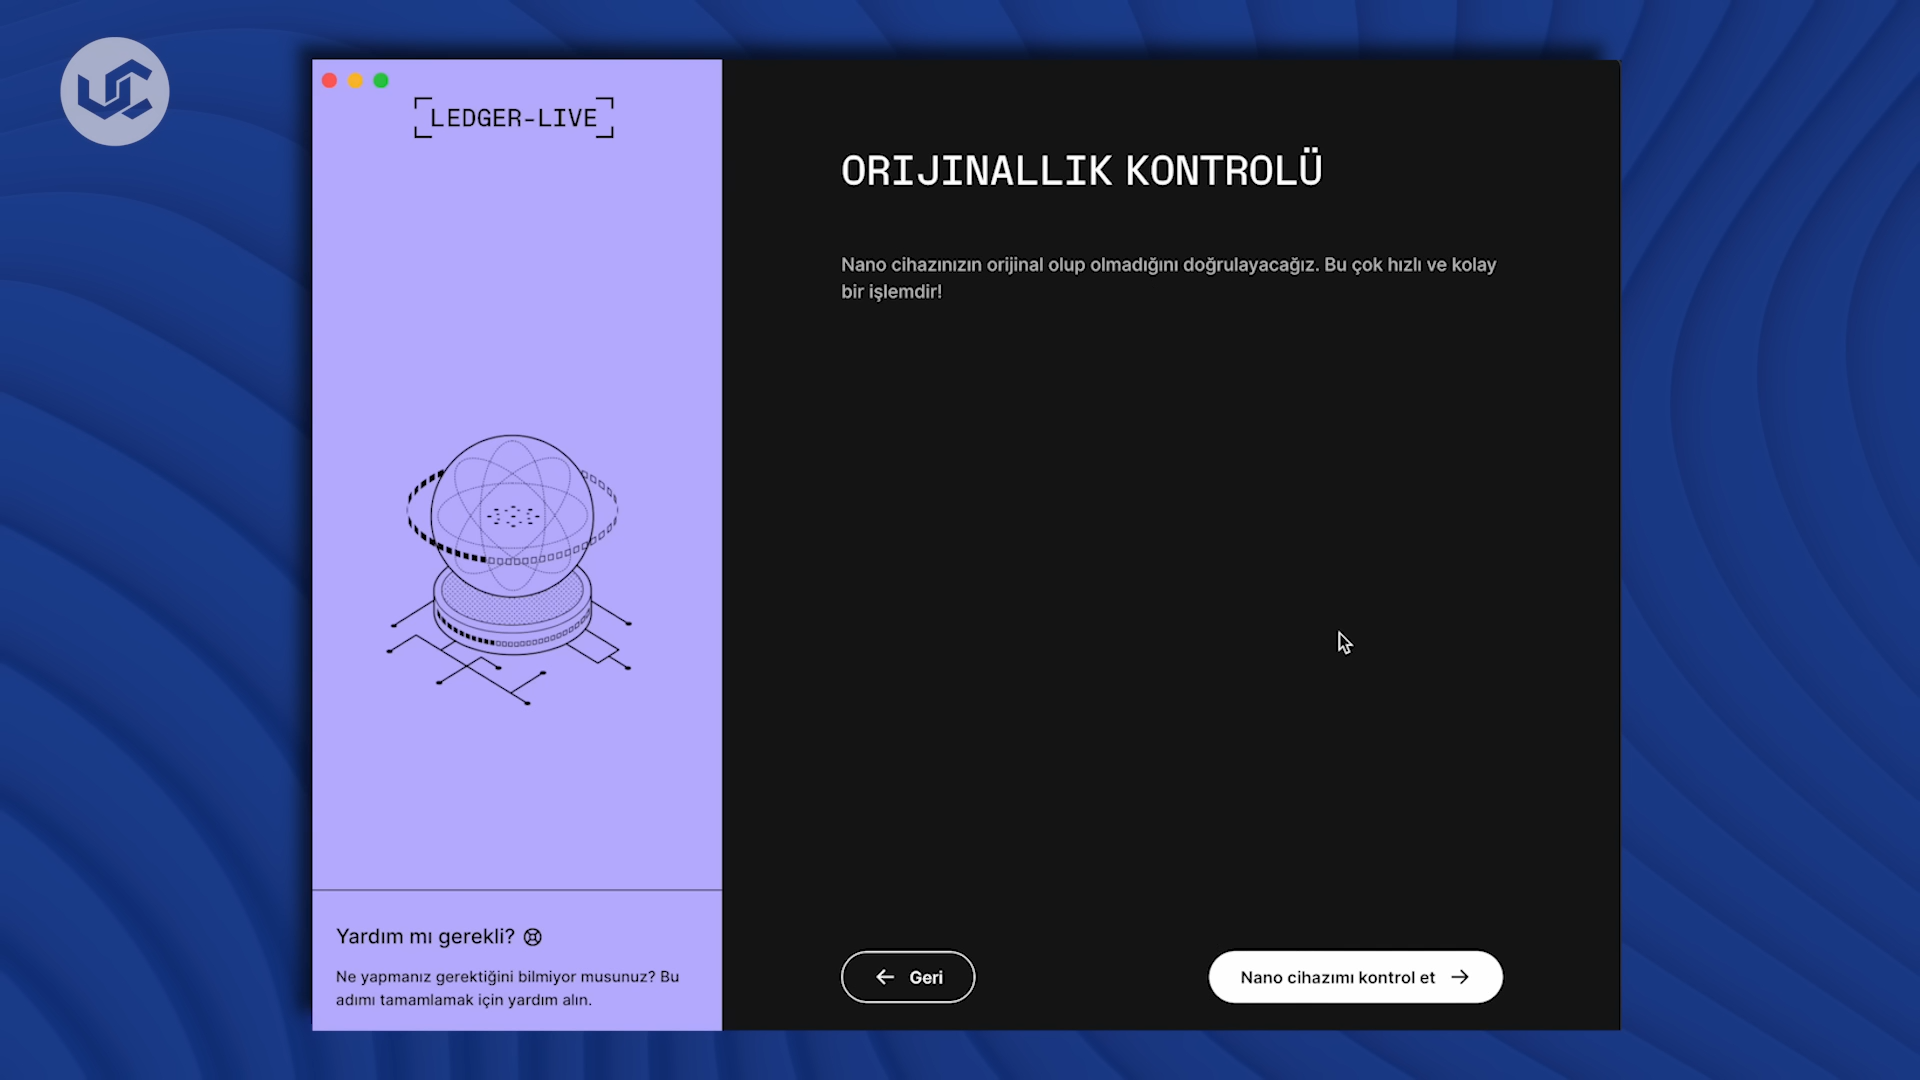 LEDGER-LIVE
ORIJINALLIK KONTROLÜ
Nano cihazınızın orijinal olup olmadığını doğrulayacağız. Bu çok hızlı ve kolay
bir işlemdir!
Yardım mı gerekli?
Ne yapmanız gerektiğini bilmiyor musunuz? Bu
adımı tamamlamak için yardım alın.
Geri
Nano cihazımı kontrol et